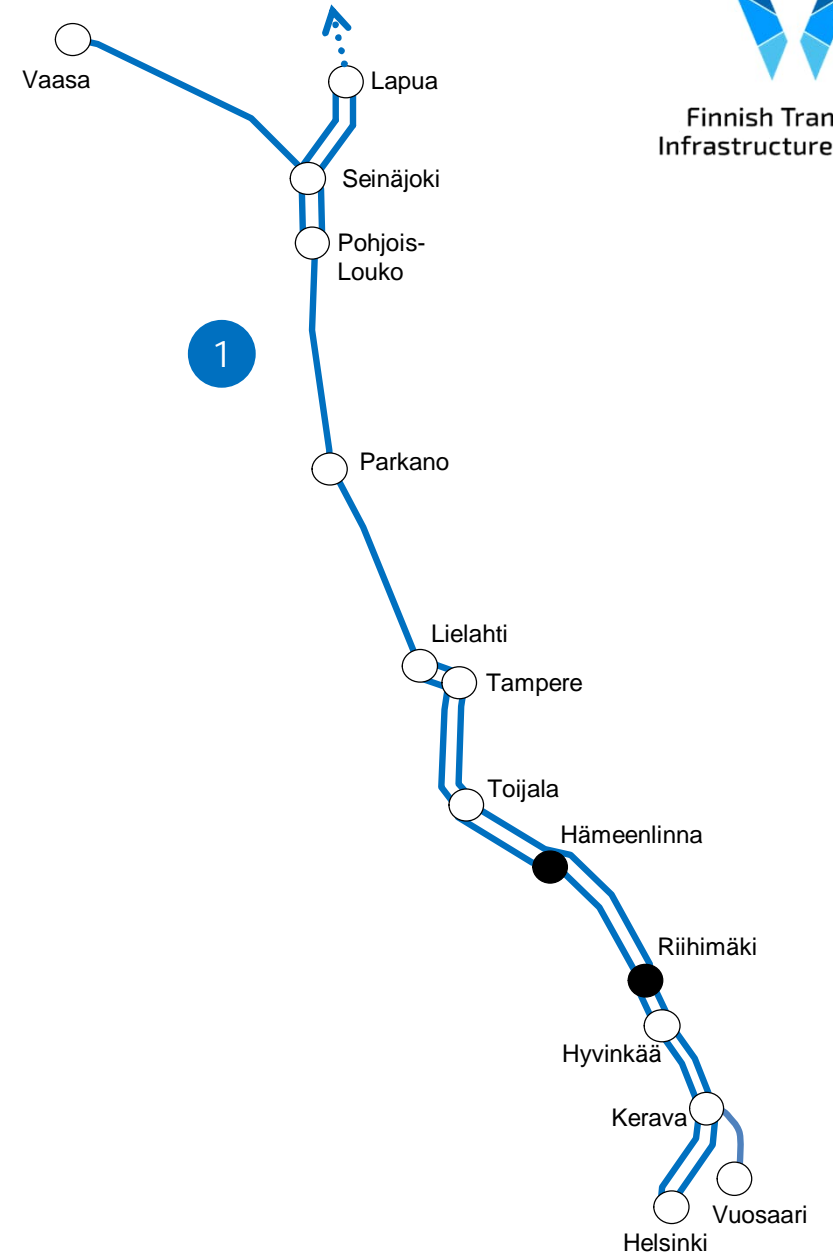 Vaasa
Lapua
Finnish Tran
Infrastructure
Seinäjoki
Pohjois-
Louko
1
Parkano
Lielahti
Tampere
Toijala
Hämeenlinna
Riihimäki
Hyvinkää
Kerava
Vuosaari
Helsinki